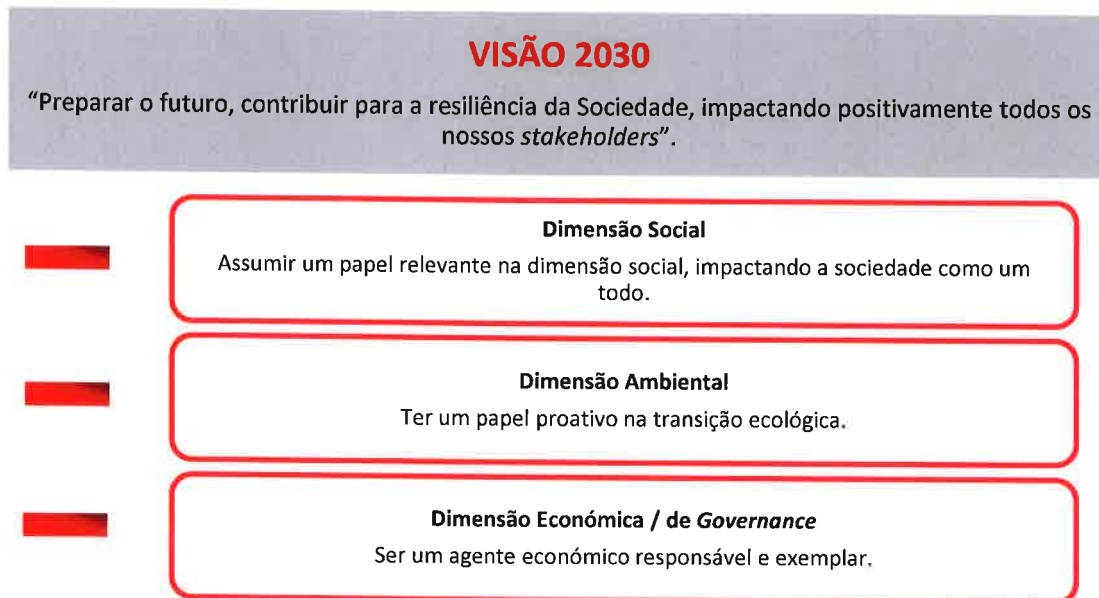 VISÃO 2030
“Preparar o futuro, contribuir para a resiliência da Sociedade, impactando positivamente todos os
nossos stakeholders”.
Dimensão Social
Assumir um papel relevante na dimensão social, impactando a sociedade como um
todo.
Dimensão Ambiental
Ter um papel proativo na transição ecológica.
Dimensão Económica / de Governance
Ser um agente económico responsável e exemplar.